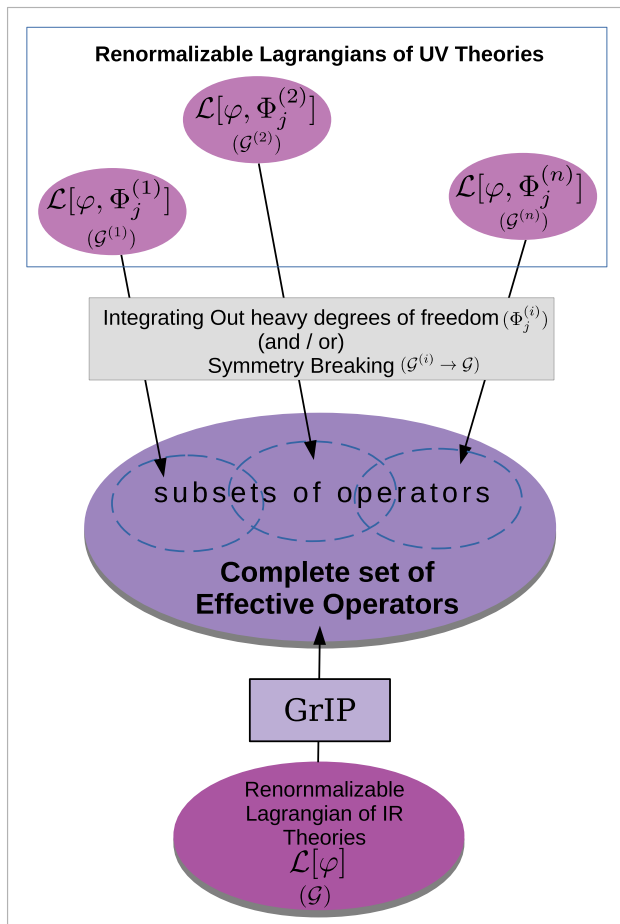 Renormalizable Lagrangians of UV Theories
ℒ[φ, Φ_j^{(2)}]
(𝒢^{(2)})
ℒ[φ, Φ_j^{(1)}]
(𝒢^{(1)})
ℒ[φ, Φ_j^{(n)}]
(𝒢^{(n)})
Integrating Out heavy degrees of freedom (Φ_j^{(i)})
(and / or)
Symmetry Breaking (𝒢^{(i)} → 𝒢)
subsets of operators
Complete set of
Effective Operators
GrIP
Renornmalizable
Lagrangian of IR
Theories
ℒ[φ]
(𝒢)